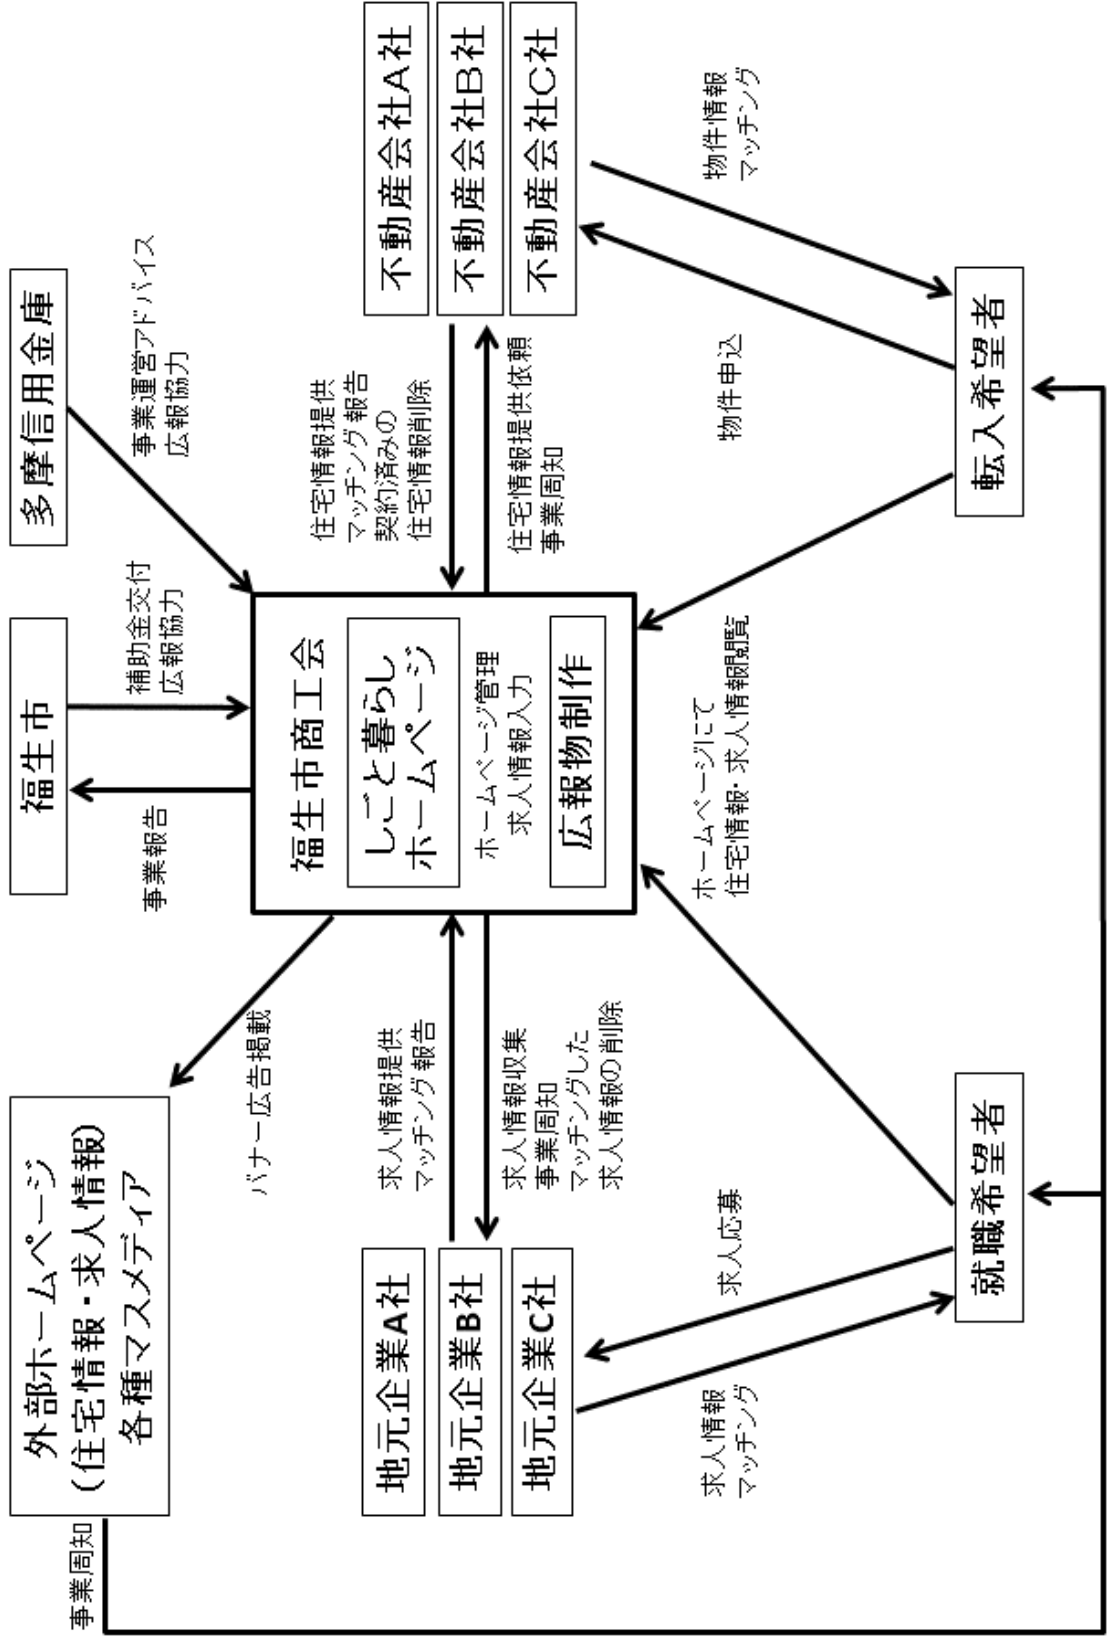 外部ホームページ
(住宅情報・求人情報)
各種マスメディア
福生市
多摩信用金庫
事業周知
バナー広告掲載
事業報告
補助金交付
広報協力
事業運営アドバイス
広報協力
地元企業A社
地元企業B社
地元企業C社
求人情報提供
マッチング報告
求人情報収集
事業周知
マッチングした
求人情報の削除
福生市商工会
しごと暮らし
ホームページ
ホームページ管理
求人情報入力
広報物制作
住宅情報提供
マッチング報告
契約済みの
住宅情報削除
住宅情報提供依頼
事業周知
不動産会社A社
不動産会社B社
不動産会社C社
求人情報
マッチング
求人応募
ホームページにて
住宅情報・求人情報閲覧
物件申込
物件情報
マッチング
就職希望者
転入希望者